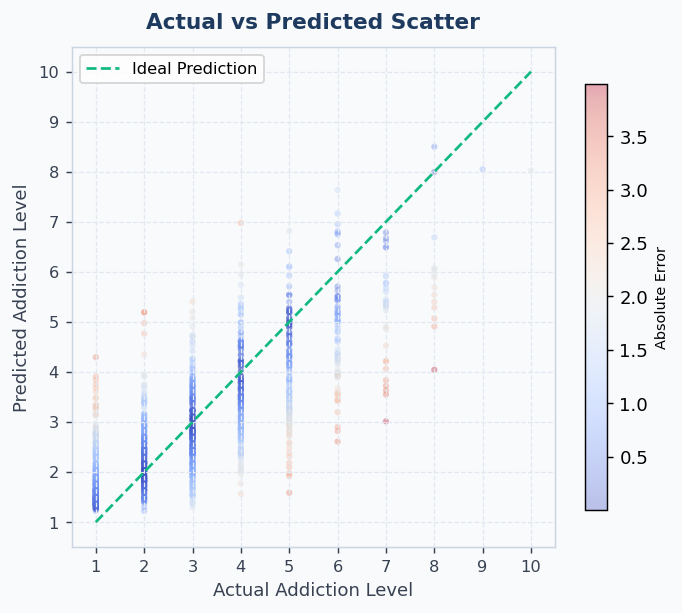 Actual vs Predicted Scatter
Ideal Prediction
Predicted Addiction Level
10
9
8
7
6
5
4
3
2
1
1 2 3 4 5 6 7 8 9 10
Actual Addiction Level
3.5
3.0
2.5
2.0
1.5
1.0
0.5
Absolute Error